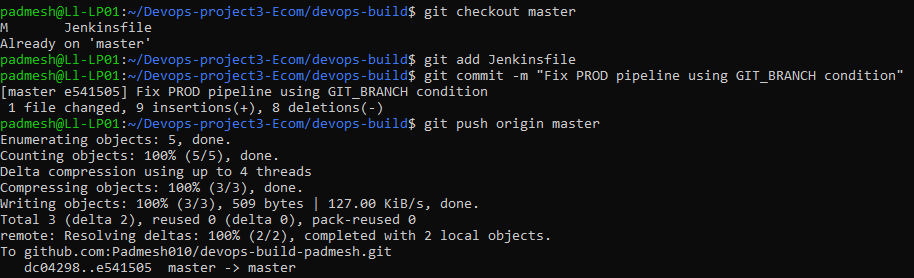 padmesh@Ll-LP01:~/Devops-project3-Ecom/devops-build$ git checkout master
M       Jenkinsfile
Already on 'master'
padmesh@Ll-LP01:~/Devops-project3-Ecom/devops-build$ git add Jenkinsfile
padmesh@Ll-LP01:~/Devops-project3-Ecom/devops-build$ git commit -m "Fix PROD pipeline using GIT_BRANCH condition"
[master e541505] Fix PROD pipeline using GIT_BRANCH condition
 1 file changed, 9 insertions(+), 8 deletions(-)
padmesh@Ll-LP01:~/Devops-project3-Ecom/devops-build$ git push origin master
Enumerating objects: 5, done.
Counting objects: 100% (5/5), done.
Delta compression using up to 4 threads
Compressing objects: 100% (3/3), done.
Writing objects: 100% (3/3), 509 bytes | 127.00 KiB/s, done.
Total 3 (delta 2), reused 0 (delta 0), pack-reused 0
remote: Resolving deltas: 100% (2/2), completed with 2 local objects.
To github.com:Padmesh010/devops-build-padmesh.git
   dc04298..e541505  master -> master